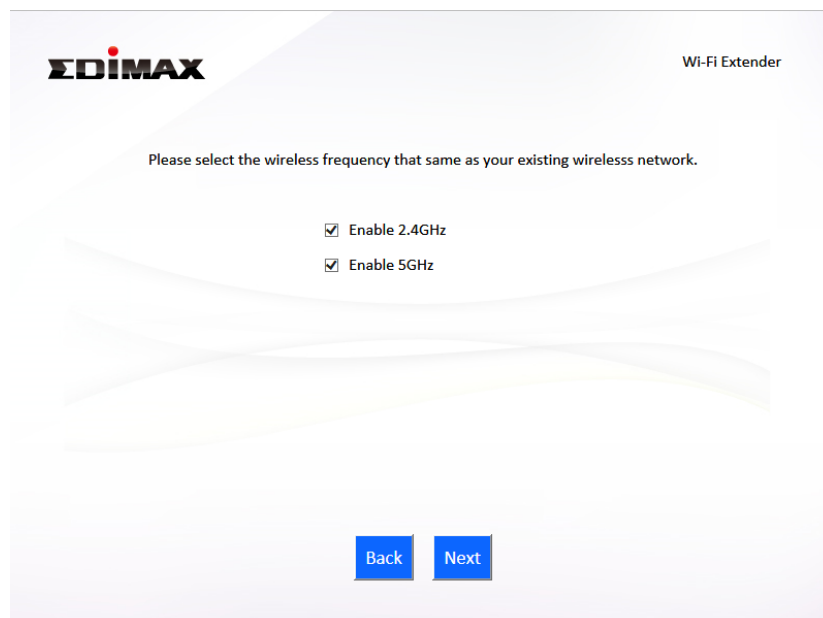 EDIMAX
Wi-Fi Extender
Please select the wireless frequency that same as your existing wirelesss network.
Enable 2.4GHz
Enable 5GHz
Back
Next